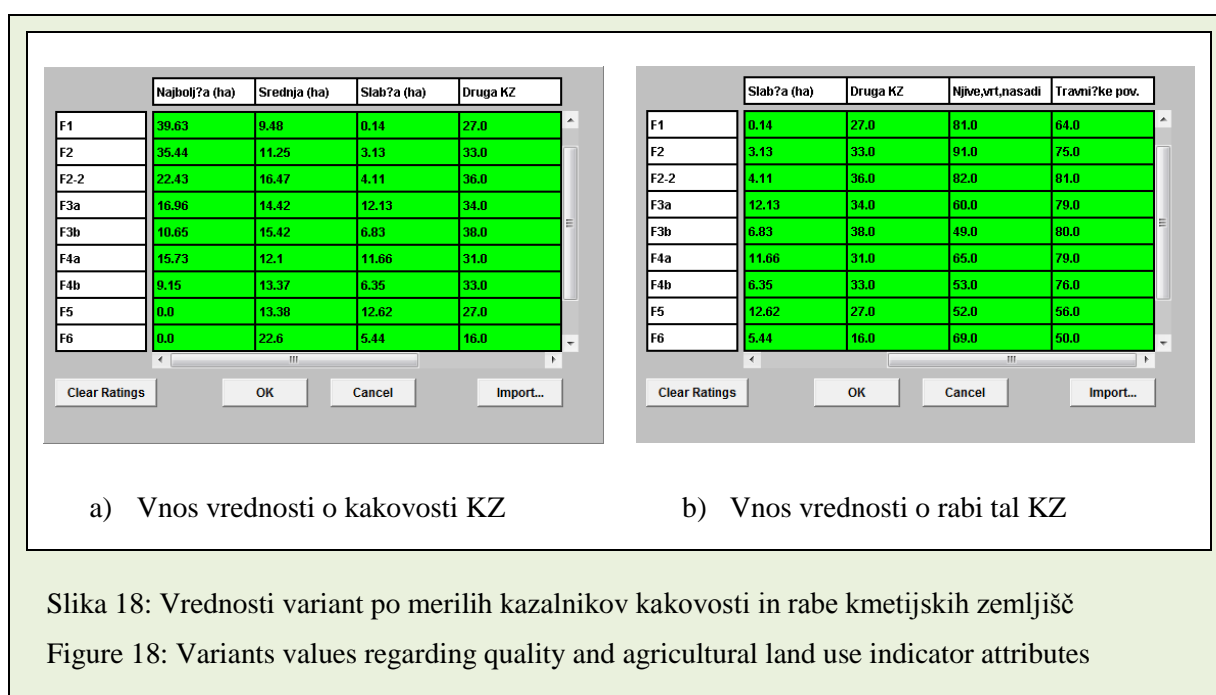 Najbolj?a (ha) Srednja (ha) Slab?a (ha) Druga KZ
F1 39.63 9.48 0.14 27.0
F2 35.44 11.25 3.13 33.0
F2-2 22.43 16.47 4.11 36.0
F3a 16.96 14.42 12.13 34.0
F3b 10.65 15.42 6.83 38.0
F4a 15.73 12.1 11.66 31.0
F4b 9.15 13.37 6.35 33.0
F5 0.0 13.38 12.62 27.0
F6 0.0 22.6 5.44 16.0
Clear Ratings OK Cancel Import...
Slab?a (ha) Druga KZ Njive,vrt,nasadi Travni?ke pov.
F1 0.14 27.0 81.0 64.0
F2 3.13 33.0 91.0 75.0
F2-2 4.11 36.0 82.0 81.0
F3a 12.13 34.0 60.0 79.0
F3b 6.83 38.0 49.0 80.0
F4a 11.66 31.0 65.0 79.0
F4b 6.35 33.0 53.0 76.0
F5 12.62 27.0 52.0 56.0
F6 5.44 16.0 69.0 50.0
Clear Ratings OK Cancel Import...
a) Vnos vrednosti o kakovosti KZ
b) Vnos vrednosti o rabi tal KZ
Slika 18: Vrednosti variant po merilih kazalnikov kakovosti in rabe kmetijskih zemljišč
Figure 18: Variants values regarding quality and agricultural land use indicator attributes